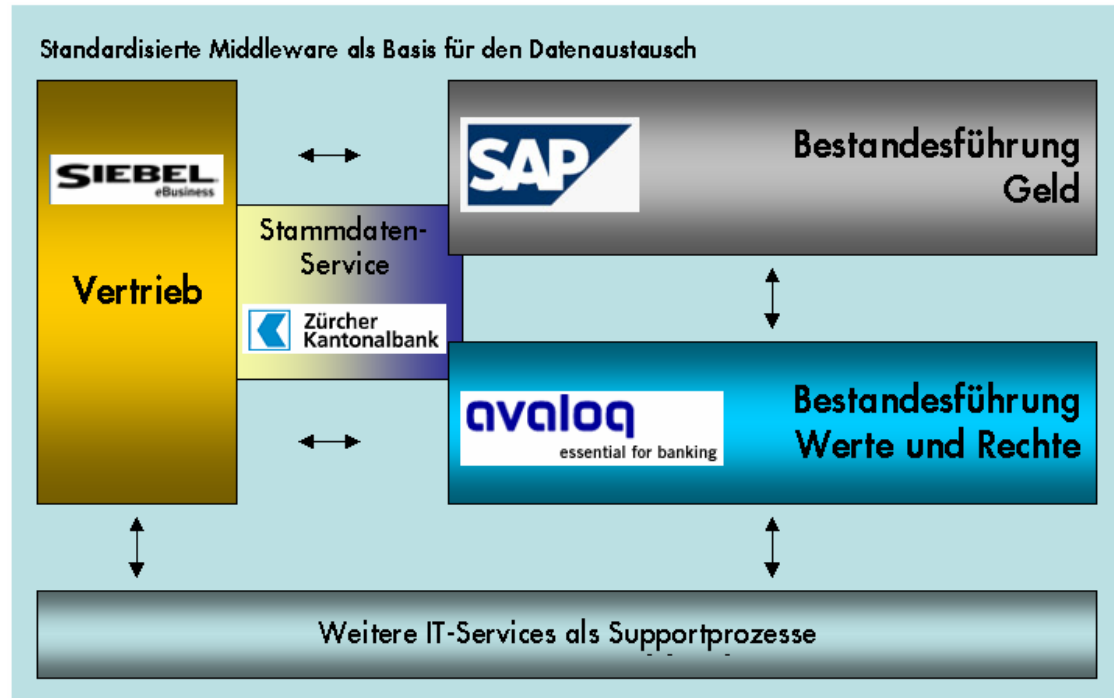 Standardisierte Middleware als Basis für den Datenaustausch
SIEBEL
eBusiness
Vertrieb
Stammdaten-
Service
Zürcher
Kantonalbank
SAP
Bestandesführung
Geld
avaloq
essential for banking
Bestandesführung
Werte und Rechte
Weitere IT-Services als Supportprozesse